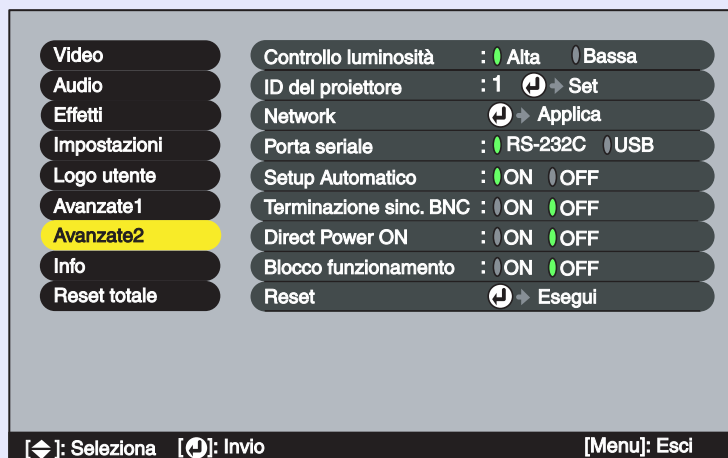 Video
Audio
Effetti
Impostazioni
Logo utente
Avanzate1
Avanzate2
Info
Reset totale
Controllo luminosità : Alta Bassa
ID del proiettore : 1 Set
Network Applica
Porta seriale : RS-232C USB
Setup Automatico : ON OFF
Terminazione sinc. BNC : ON OFF
Direct Power ON : ON OFF
Blocco funzionamento : ON OFF
Reset Esegui
[ ]: Seleziona [ ]: Invio [Menu]: Esci